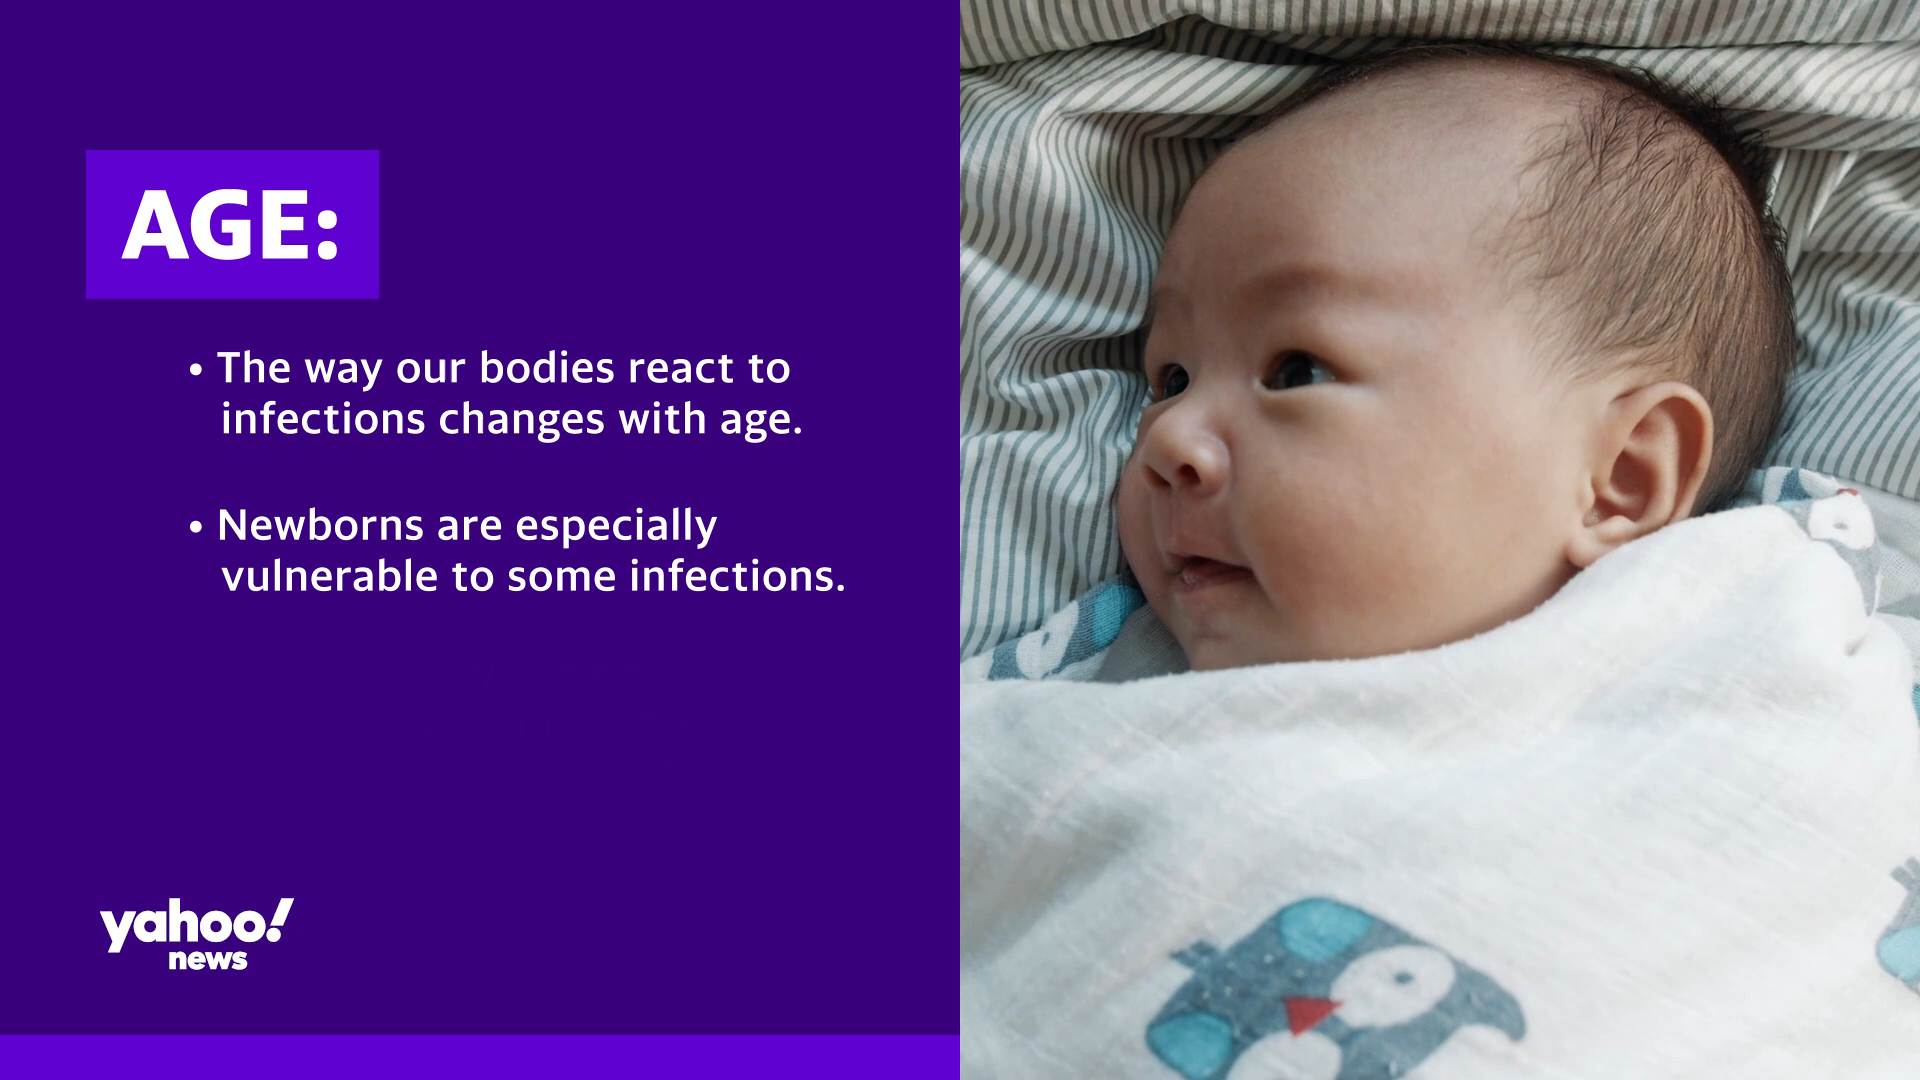 AGE:
• The way our bodies react to
infections changes with age.
• Newborns are especially
vulnerable to some infections.
yahoo!
news